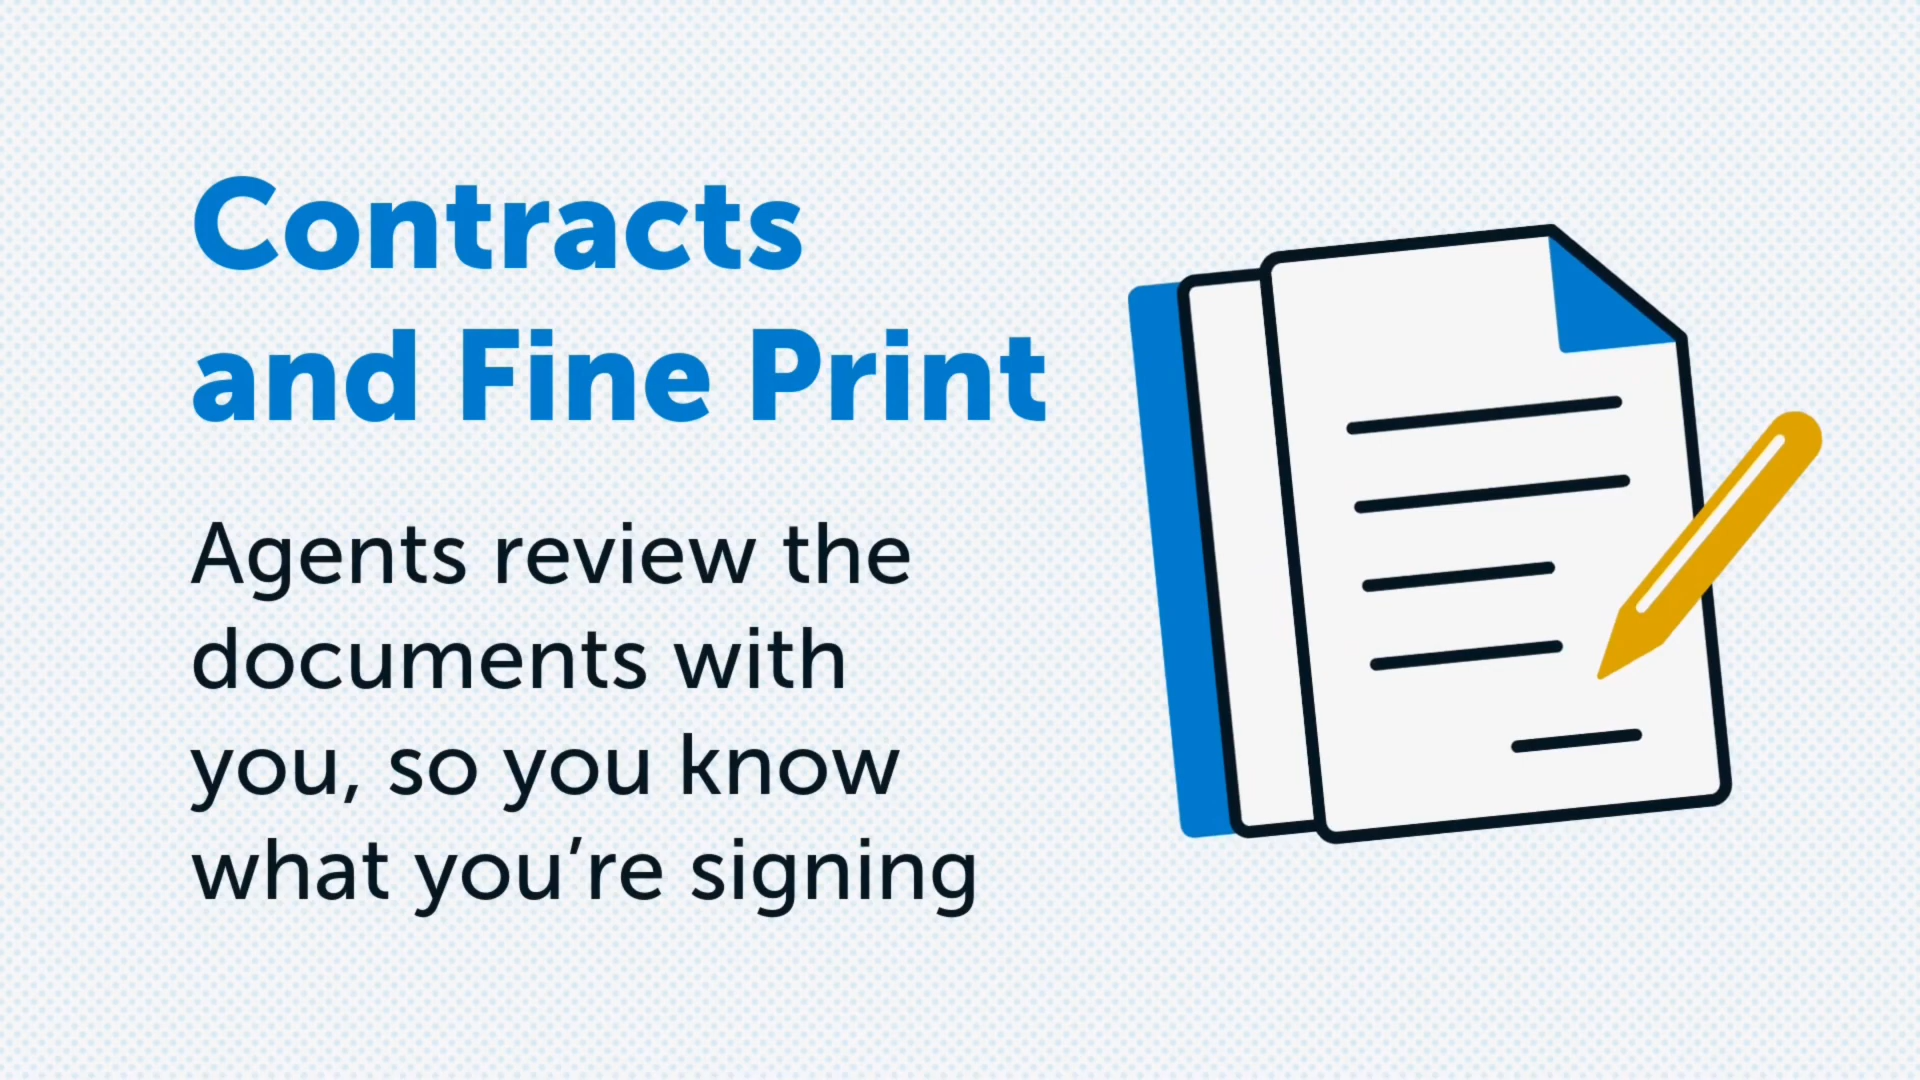 Contracts
and Fine Print
Agents review the
documents with
you, so you know
what you’re signing